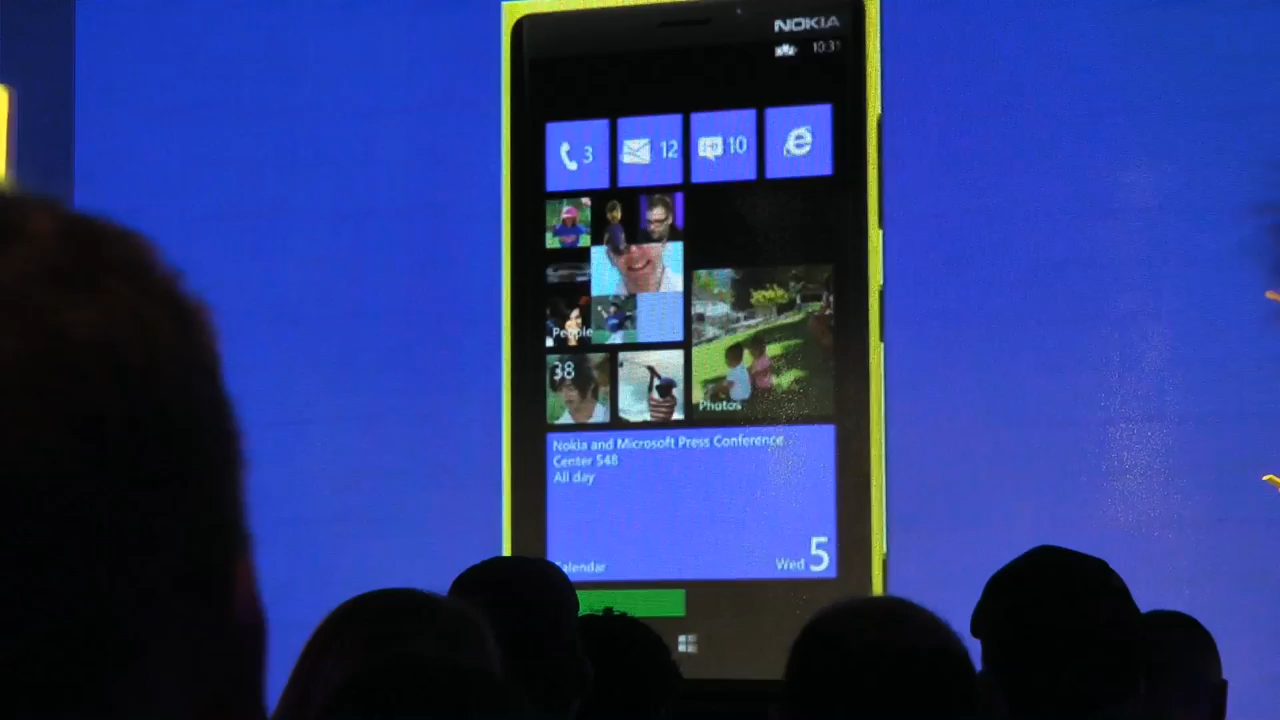 NOKIA
10:31
3
12
10
People
Photos
38
Nokia and Microsoft Press Conference
Center 548
All day
Calendar
Wed 5